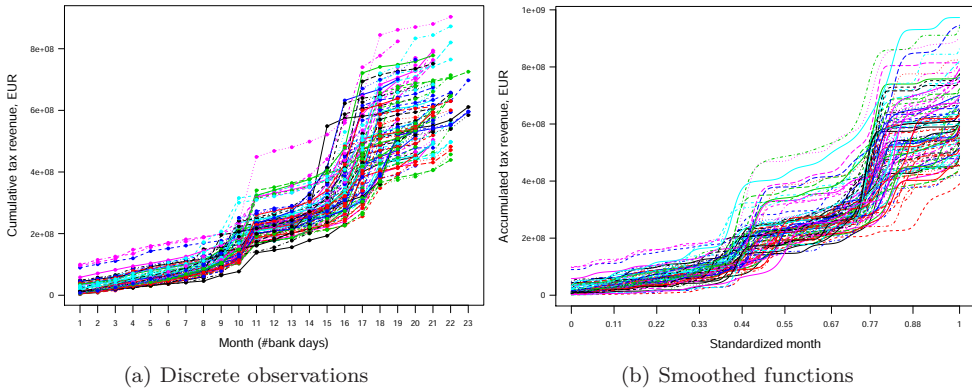 Cumulative tax revenue, EUR
8e+08
6e+08
4e+08
2e+08
0
1 2 3 4 5 6 7 8 9 10 11 12 13 14 15 16 17 18 19 20 21 22 23
Month (#bank days)
(a) Discrete observations
Accumulated tax revenue, EUR
1e+09
8e+08
6e+08
4e+08
2e+08
0
0 0.11 0.22 0.33 0.44 0.55 0.67 0.77 0.88 1
Standardized month
(b) Smoothed functions